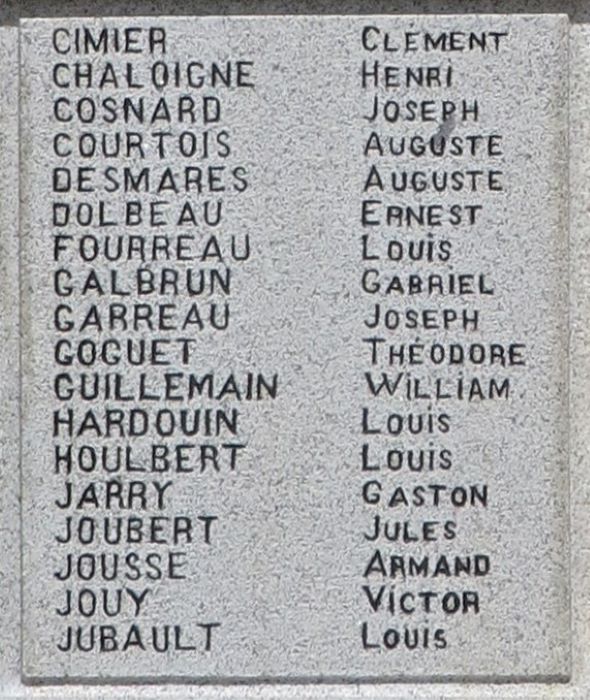 CIMIER CLÉMENT
CHALOIGNE HENRI
COSNARD JOSEPH
COURTOIS AUGUSTE
DESMARES AUGUSTE
DOLBEAU ERNEST
FOURREAU LOUIS
GALBRUN GABRIEL
GARREAU JOSEPH
GOGUET THÉODORE
GUILLEMAIN WILLIAM
HARDOUIN LOUIS
HOULBERT LOUIS
JARRY GASTON
JOUBERT JULES
JOUSSE ARMAND
JOUY VICTOR
JUBAULT LOUIS